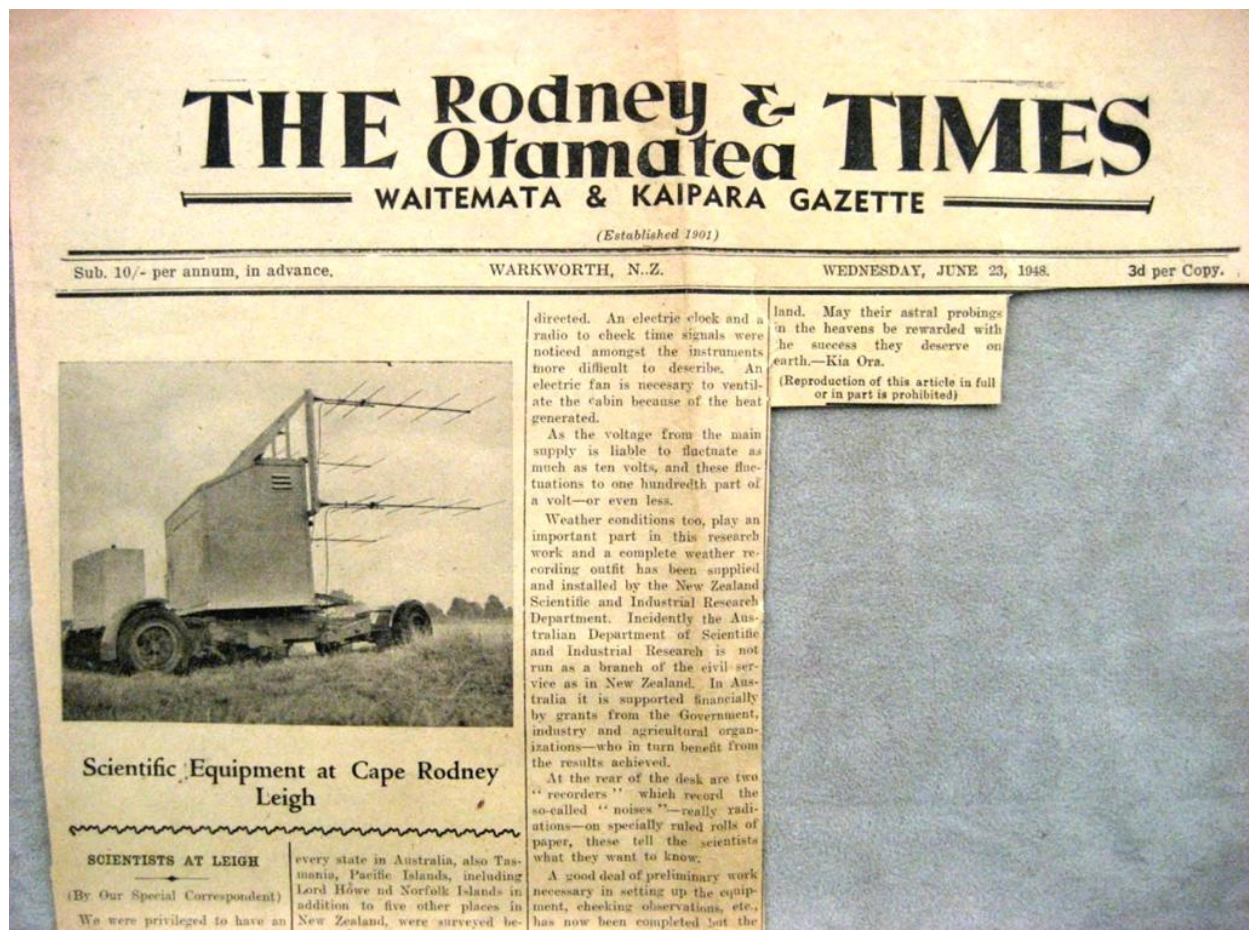 THE Rodney & Otamatea TIMES
WAITEMATA & KAIPARA GAZETTE
(Established 1901)
Sub. 10/- per annum, in advance. WARKWORTH, N..Z. WEDNESDAY, JUNE 23, 1948. 3d per Copy.
Scientific Equipment at Cape Rodney
Leigh
SCIENTISTS AT LEIGH
(By Our Special Correspondent)
We were privileged to have an
every state in Australia, also Tas-
mania, Pacific Islands, including
Lord Howe nd Norfolk Islands in
addition to five other places in
New Zealand, were surveyed be-
directed. An electric clock and a
radio to check time signals were
noticed amongst the instruments
more difficult to describe. An
electric fan is necesary to ventil-
ate the cabin because of the heat
generated.
As the voltage from the main
supply is liable to fluctuate as
much as ten volts, and these fluc-
tuations to one hundredth part of
a volt—or even less.
Weather conditions too, play an
important part in this research
work and a complete weather re-
cording outfit has been supplied
and installed by the New Zealand
Scientific and Industrial Research
Department. Incidently the Aus-
tralian Department of Scientific
and Industrial Research is not
run as a branch of the civil ser-
vice as in New Zealand. In Aus-
tralia it is supported financially
by grants from the Government,
industry and agricultural organ-
izations—who in turn benefit from
the results achieved.
At the rear of the desk are two
" recorders " which record the
so-called " noises "—really radi-
ations—on specially ruled rolls of
paper, these tell the scientists
what they want to know.
A good deal of preliminary work
necessary in setting up the equip-
ment, checking observations, etc.,
has now been completed but the
land. May their astral probings
in the heavens be rewarded with
he success they deserve on
earth.—Kia Ora.
(Reproduction of this article in full
or in part is prohibited)